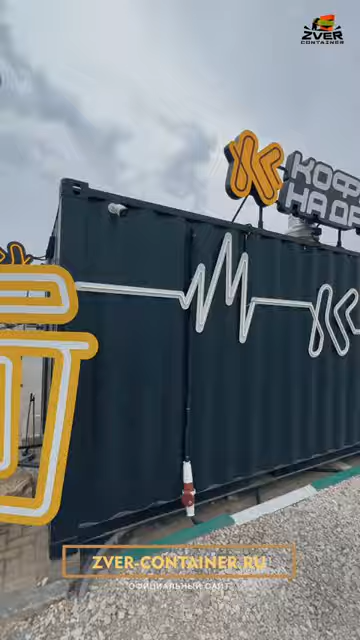 ZVER
CONTAINER
КОФ
НА ДР
ZVER-CONTAINER.RU
ОФИЦИАЛЬНЫЙ САЙТ